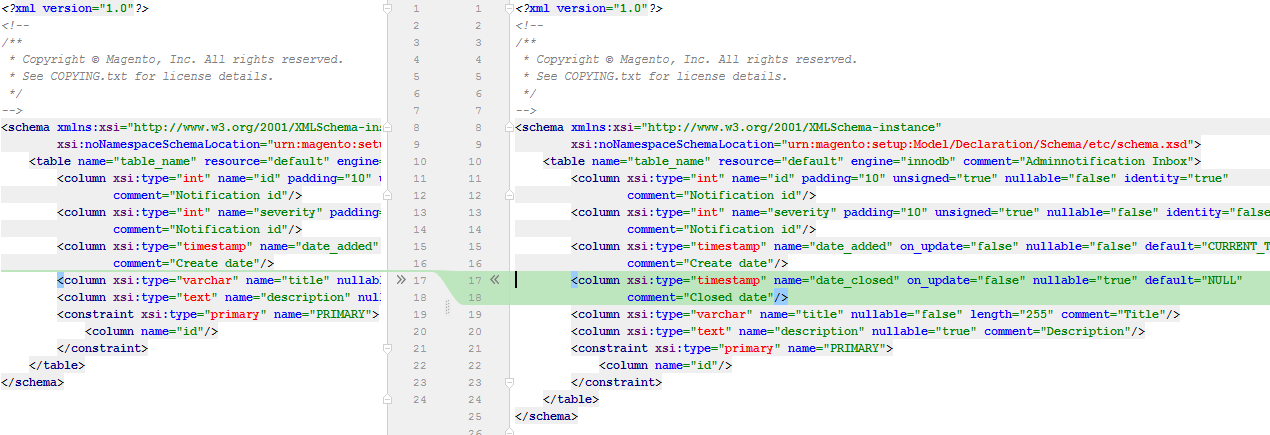 <?xml version="1.0"?>
<!--
/**
 * Copyright © Magento, Inc. All rights reserved.
 * See COPYING.txt for license details.
 */
-->
<schema xmlns:xsi="http://www.w3.org/2001/XMLSchema-ins
        xsi:noNamespaceSchemaLocation="urn:magento:setu
    <table name="table_name" resource="default" engine=
        <column xsi:type="int" name="id" padding="10" u
                comment="Notification id"/>
        <column xsi:type="int" name="severity" padding=
                comment="Notification id"/>
        <column xsi:type="timestamp" name="date_added"
                comment="Create date"/>
        <column xsi:type="varchar" name="title" nullab
        <column xsi:type="text" name="description" nul
        <constraint xsi:type="primary" name="PRIMARY">
            <column name="id"/>
        </constraint>
    </table>
</schema>
1 1
2 2
3 3
4 4
5 5
6 6
7 7
8 8
9 9
10 10
11 11
12 12
13 13
14 14
15 15
16 16
» 17 17 «
18 18
19 19
20 20
21 21
22 22
23 23
24 24
25
<?xml version="1.0"?>
<!--
/**
 * Copyright © Magento, Inc. All rights reserved.
 * See COPYING.txt for license details.
 */
-->
<schema xmlns:xsi="http://www.w3.org/2001/XMLSchema-instance"
        xsi:noNamespaceSchemaLocation="urn:magento:setup:Model/Declaration/Schema/etc/schema.xsd">
    <table name="table_name" resource="default" engine="innodb" comment="Adminnotification Inbox">
        <column xsi:type="int" name="id" padding="10" unsigned="true" nullable="false" identity="true"
                comment="Notification id"/>
        <column xsi:type="int" name="severity" padding="10" unsigned="true" nullable="false" identity="false
                comment="Notification id"/>
        <column xsi:type="timestamp" name="date_added" on_update="false" nullable="false" default="CURRENT_T
                comment="Create date"/>
        <column xsi:type="timestamp" name="date_closed" on_update="false" nullable="true" default="NULL"
                comment="Closed date"/>
        <column xsi:type="varchar" name="title" nullable="false" length="255" comment="Title"/>
        <column xsi:type="text" name="description" nullable="true" comment="Description"/>
        <constraint xsi:type="primary" name="PRIMARY">
            <column name="id"/>
        </constraint>
    </table>
</schema>